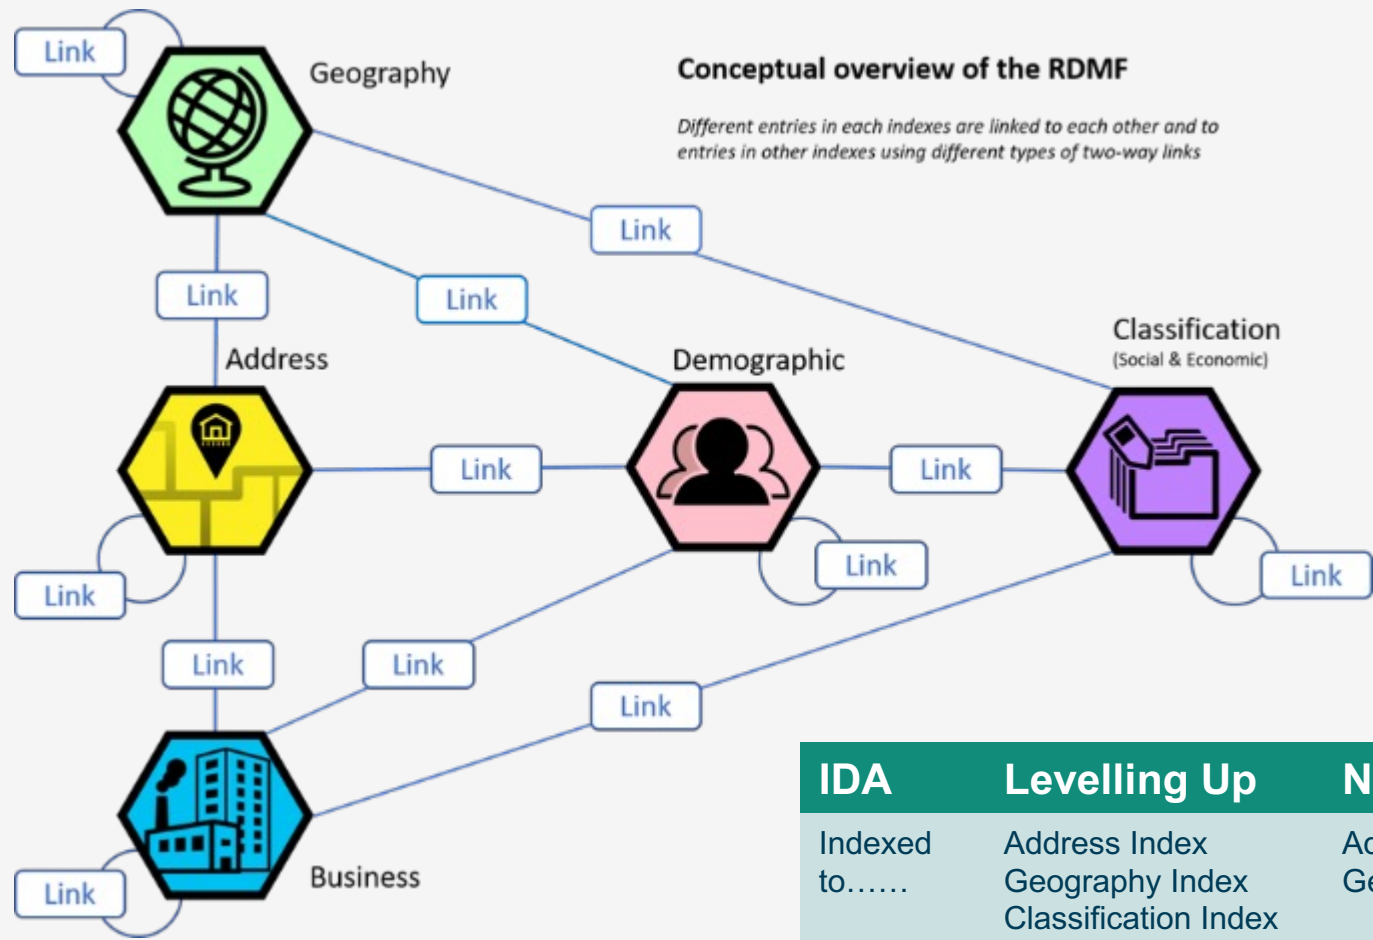 Link
Geography
Conceptual overview of the RDMF
Different entries in each indexes are linked to each other and to
entries in other indexes using different types of two-way links
Link
Link
Link
Address
Demographic
Classification
(Social & Economic)
Link
Link
Link
Link
Link
Link
Link
Link
Business
Link
IDA Levelling Up
Indexed Address Index
to...... Geography Index
Classification Index
Link